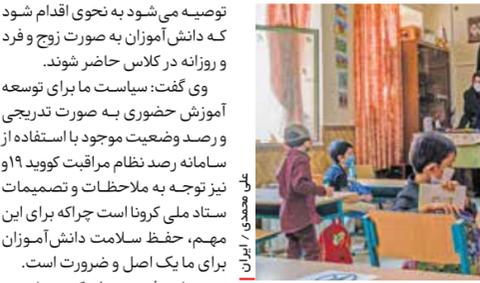 توصیه می‌شود به نحوی اقدام شود
که دانش‌آموزان به صورت زوج و فرد
و روزانه در کلاس حاضر شوند.
وی گفت: سیاست ما برای توسعه
آموزش حضوری به صورت تدریجی
و رصد وضعیت موجود با استفاده از
سامانه رصد نظام مراقبت کووید ۱۹و
نیز توجه به ملاحظات و تصمیمات
ستاد ملی کرونا است چراکه برای این
مهم، حفظ سلامت دانش‌آموزان
برای ما یک اصل و ضرورت است.
علی محمدی / ایران